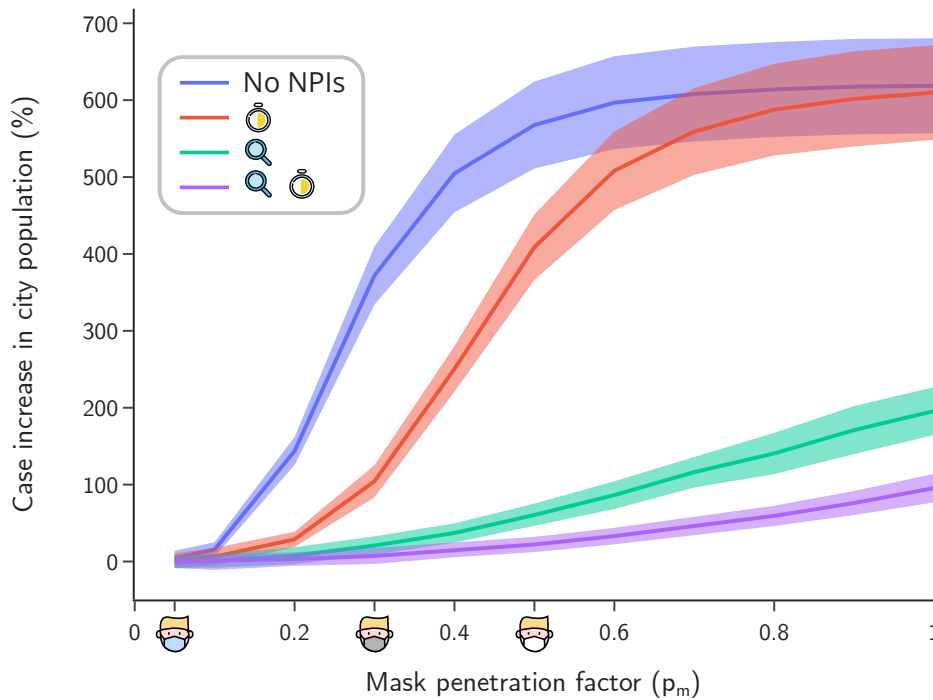 700
600
500
400
300
200
100
0
Case increase in city population (%)
No NPIs
0 0.2 0.4 0.6 0.8 1
Mask penetration factor (pₘ)